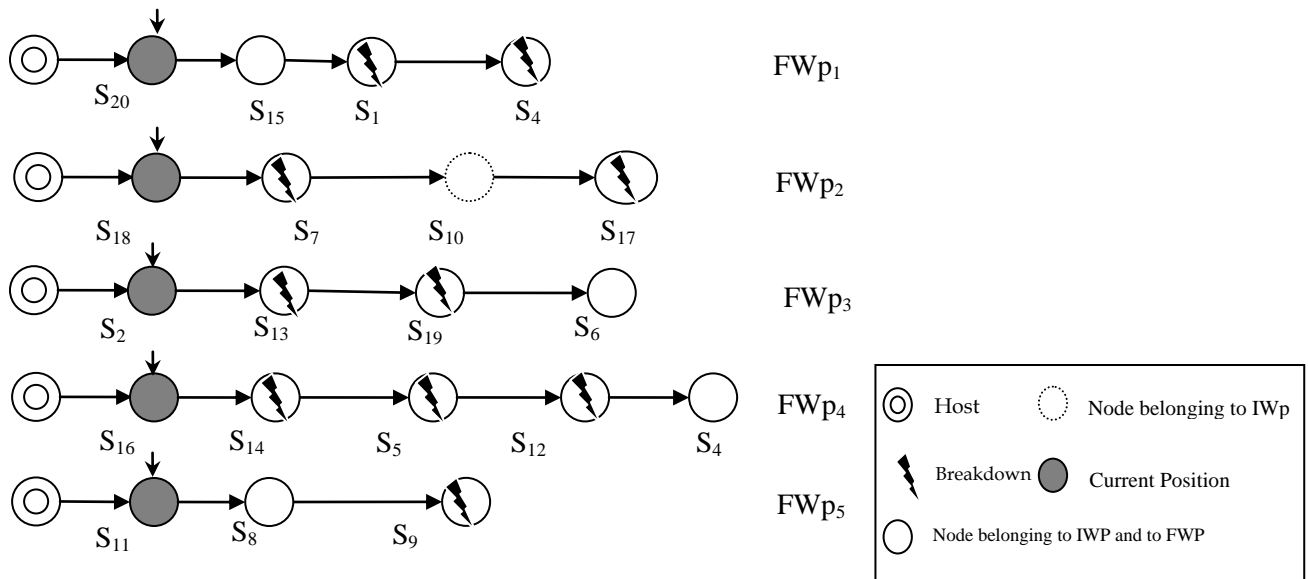 FWp₁
S₂₀ S₁₅ S₁ S₄
FWp₂
S₁₈ S₇ S₁₀ S₁₇
FWp₃
S₂ S₁₃ S₁₉ S₆
FWp₄
S₁₆ S₁₄ S₅ S₁₂ S₄
FWp₅
S₁₁ S₈ S₉
Host
Node belonging to IWp
Breakdown
Current Position
Node belonging to IWP and to FWP